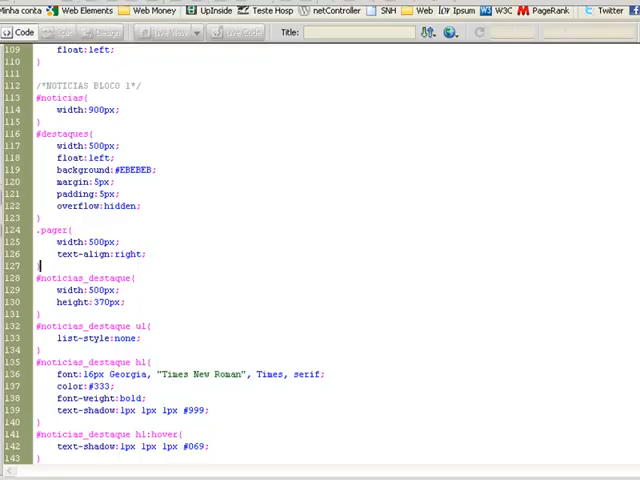 Minha conta Web Elements Web Money UpInside Teste Hosp netController SNH Web Ipsum W3C PageRank Twitter
Code Split Design Live View Live Code Title:
109 float:left;
110 }
111
112 /*NOTICIAS BLOCO 1*/
113 #noticias{
114 width:900px;
115 }
116 #destaques{
117 width:500px;
118 float:left;
119 background:#EBEBEB;
120 margin:5px;
121 padding:5px;
122 overflow:hidden;
123 }
124 .pager{
125 width:500px;
126 text-align:right;
127 }
128 #noticias_destaque{
129 width:500px;
130 height:370px;
131 }
132 #noticias_destaque ul{
133 list-style:none;
134 }
135 #noticias_destaque h1{
136 font:16px Georgia, "Times New Roman", Times, serif;
137 color:#333;
138 font-weight:bold;
139 text-shadow:1px 1px 1px #999;
140 }
141 #noticias_destaque h1:hover{
142 text-shadow:1px 1px 1px #069;
143 }